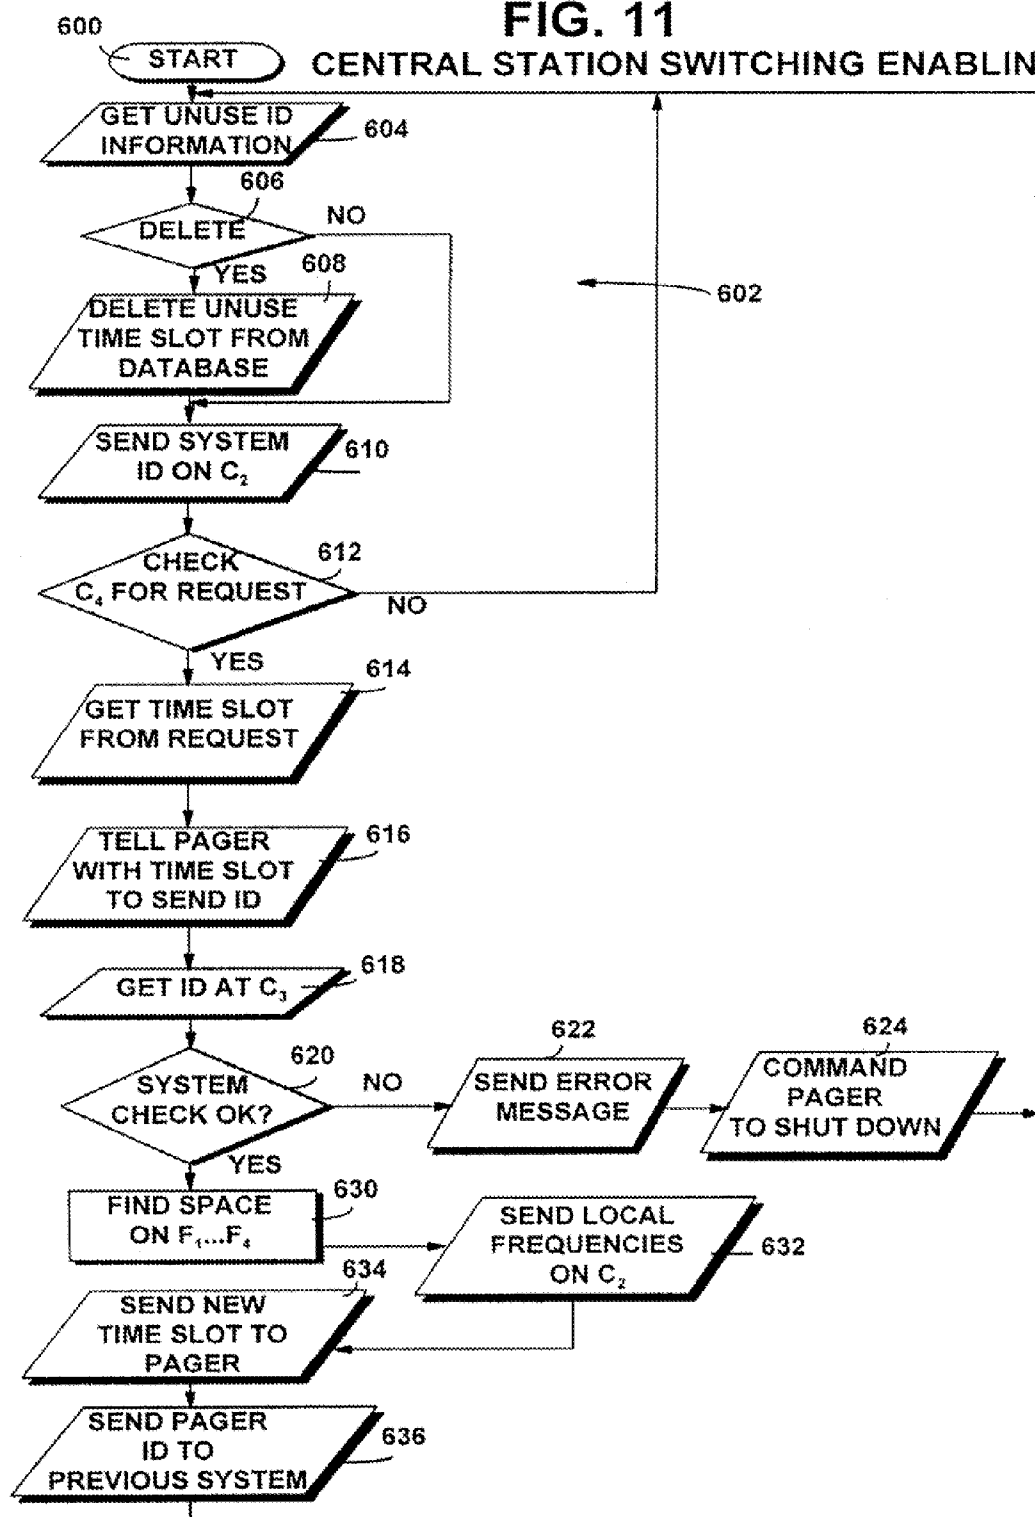 FIG. 11
600
START
CENTRAL STATION SWITCHING ENABLIN
GET UNUSE ID
INFORMATION
604
606
DELETE
NO
YES
608
602
DELETE UNUSE
TIME SLOT FROM
DATABASE
SEND SYSTEM
ID ON C₂
610
612
CHECK
C₄ FOR REQUEST
NO
YES
614
GET TIME SLOT
FROM REQUEST
TELL PAGER
WITH TIME SLOT
TO SEND ID
616
GET ID AT C₃
618
620
SYSTEM
CHECK OK?
NO
YES
622
SEND ERROR
MESSAGE
624
COMMAND
PAGER
TO SHUT DOWN
FIND SPACE
ON F₁...F₄
630
SEND LOCAL
FREQUENCIES
ON C₂
632
634
SEND NEW
TIME SLOT TO
PAGER
SEND PAGER
ID TO
PREVIOUS SYSTEM
636